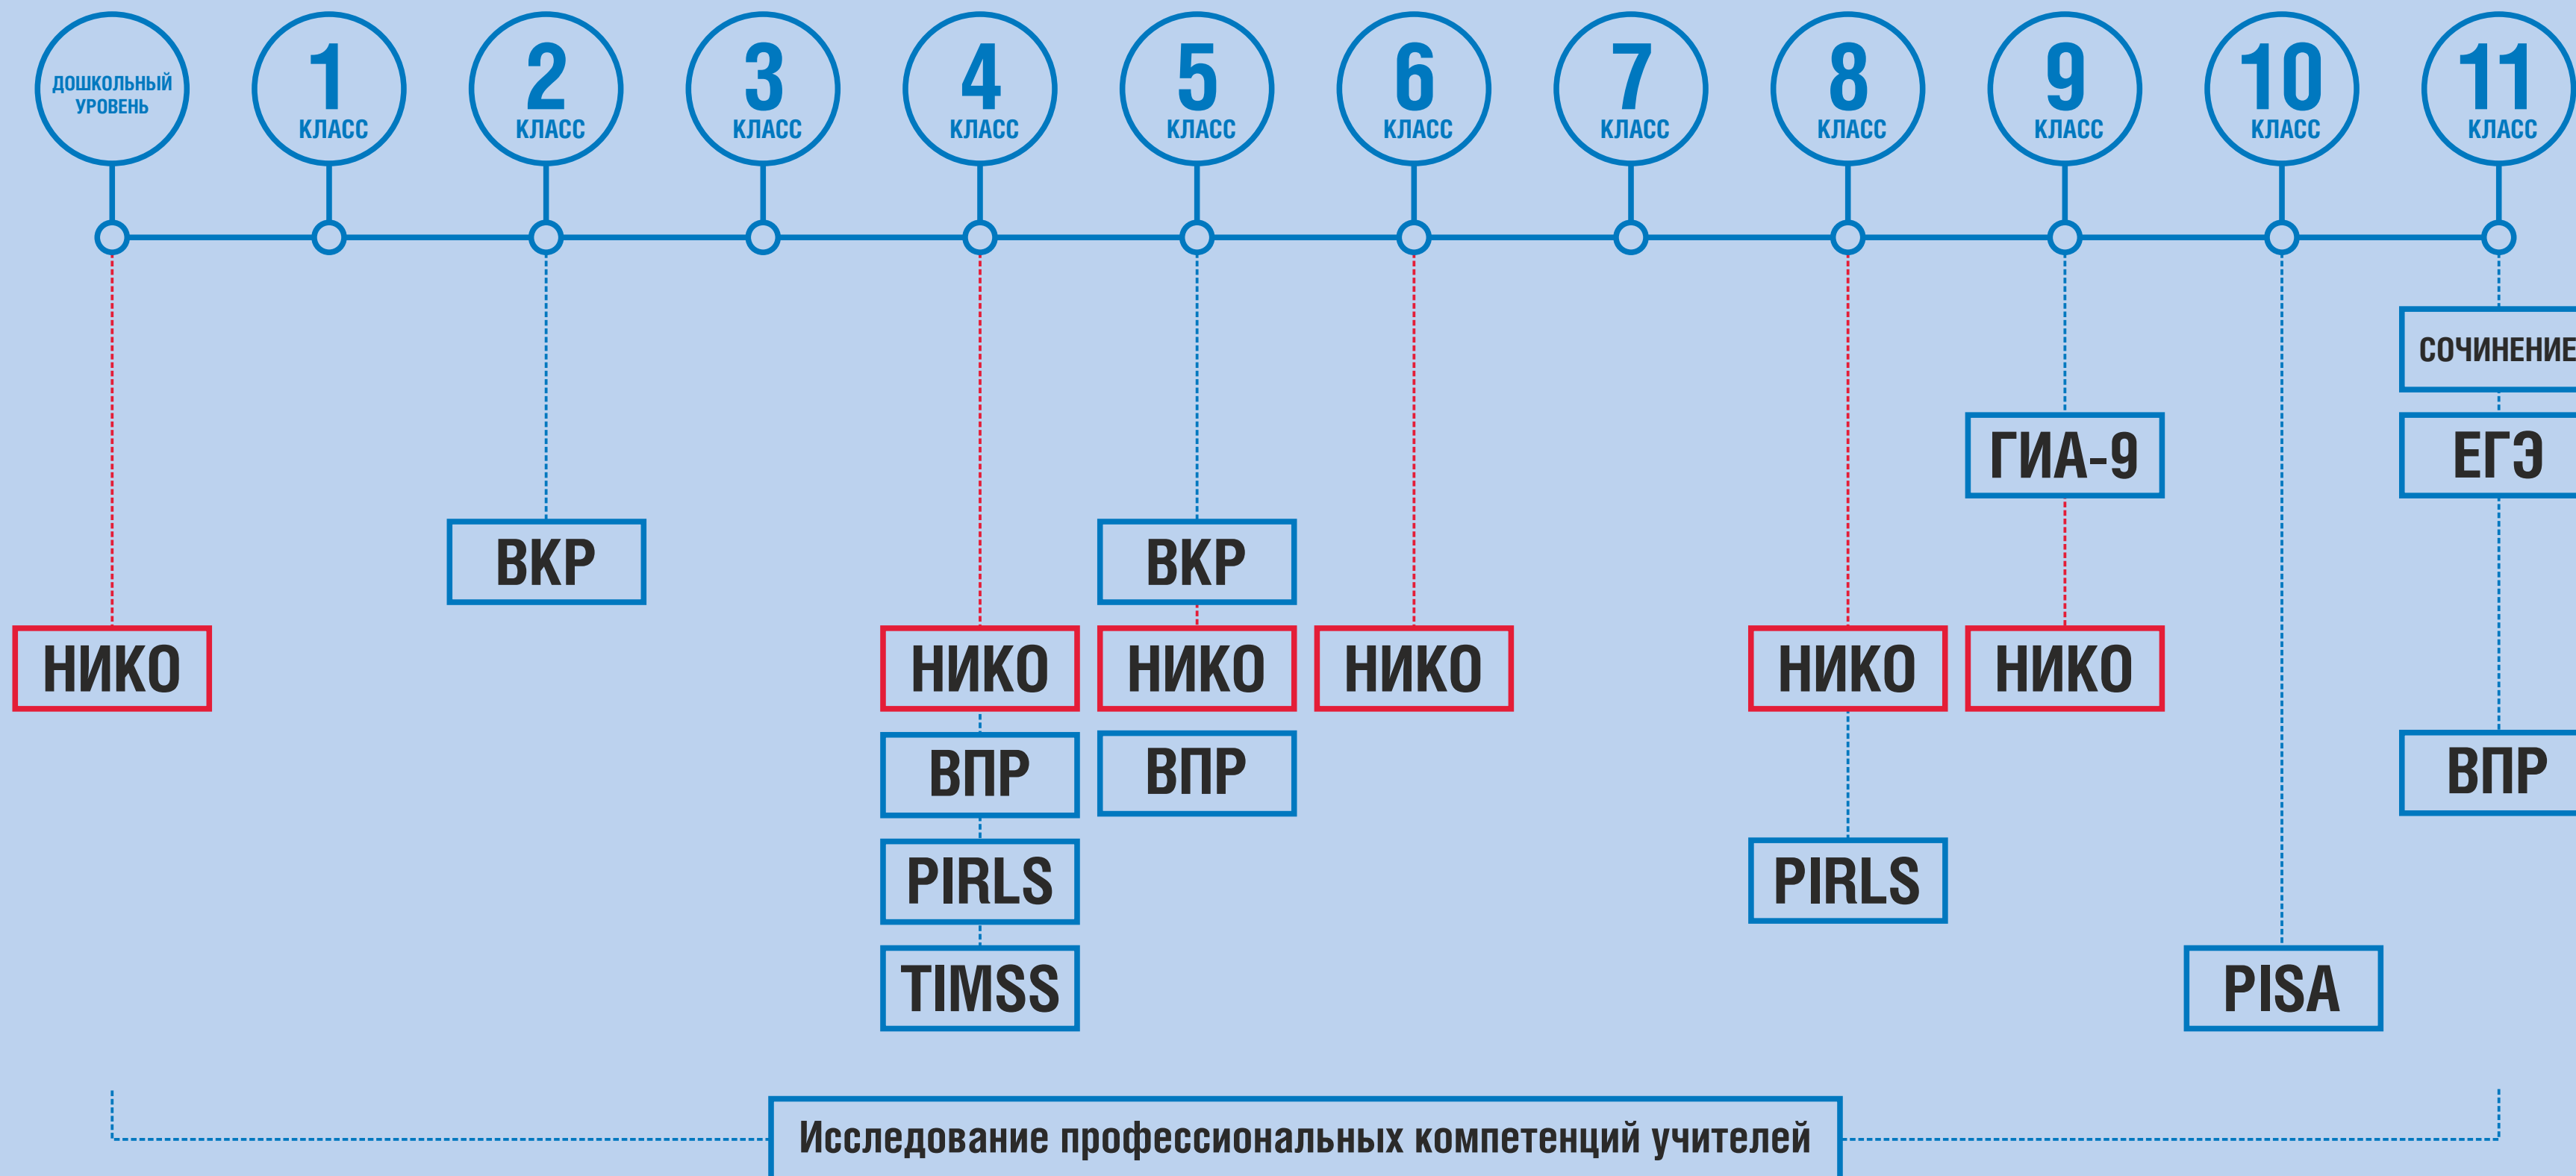 ДОШКОЛЬНЫЙ
УРОВЕНЬ
1
КЛАСС
2
КЛАСС
3
КЛАСС
4
КЛАСС
5
КЛАСС
6
КЛАСС
7
КЛАСС
8
КЛАСС
9
КЛАСС
10
КЛАСС
11
КЛАСС
СОЧИНЕНИЕ
ГИА-9
ЕГЭ
ВКР
ВКР
НИКО
НИКО
НИКО
НИКО
НИКО
НИКО
ВПР
ВПР
ВПР
PIRLS
PIRLS
TIMSS
PISA
Исследование профессиональных компетенций учителей